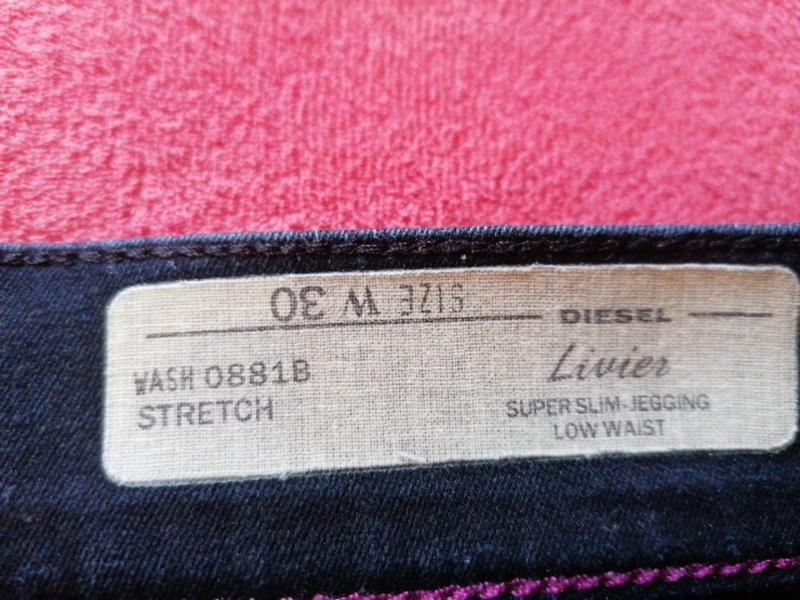 SIZE W 30
DIESEL
WASH 0881B
STRETCH
Livier
SUPER SLIM-JEGGING
LOW WAIST